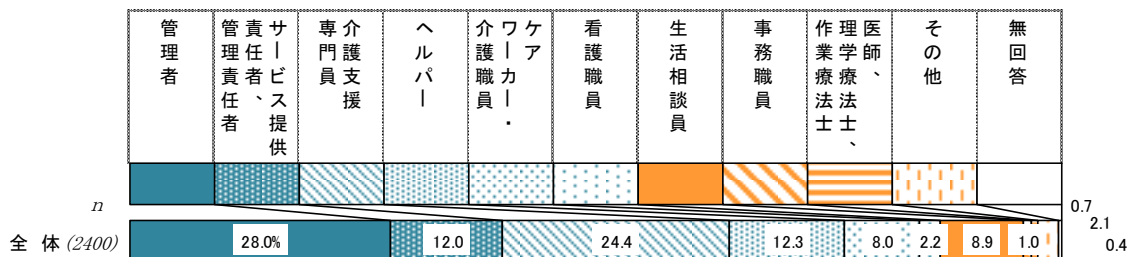 管理者
サービス提供
責任者、
管理責任者
介護支援
専門員
ヘルパー
ケア
ワーカー・
介護職員
看護職員
生活相談員
事務職員
医師、
理学療法士、
作業療法士
その他
無回答
n
0.7
2.1
全 体 (2400) 28.0% 12.0 24.4 12.3 8.0 2.2 8.9 1.0 0.4